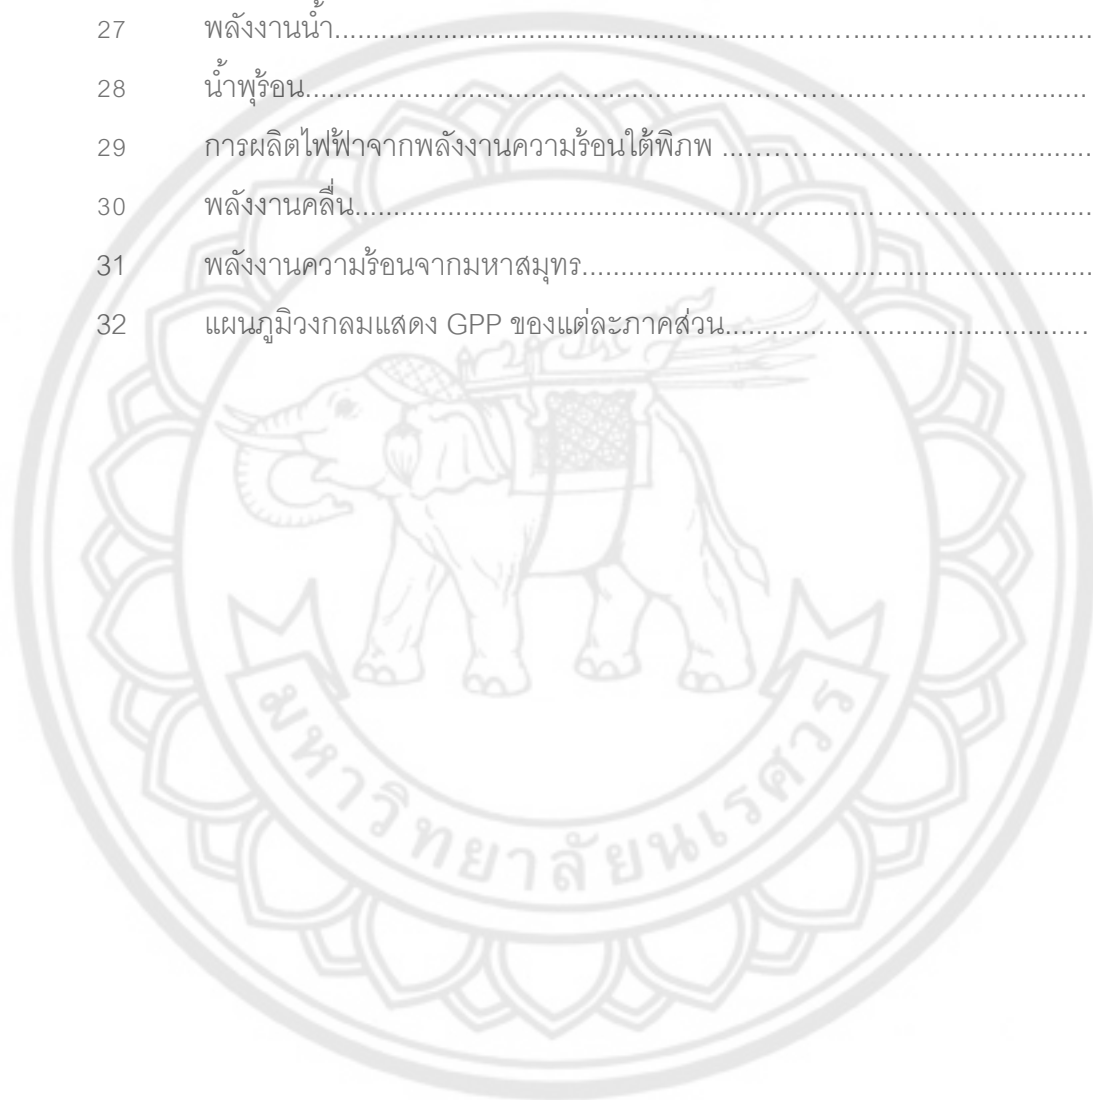 27 พลังงานน้ำ................................................................................
28 น้ำพุร้อน................................................................................
29 การผลิตไฟฟ้าจากพลังงานความร้อนใต้พิภพ ................................................
30 พลังงานคลื่น................................................................................
31 พลังงานความร้อนจากมหาสมุทร................................................................
32 แผนภูมิวงกลมแสดง GPP ของแต่ละภาคส่วน..............................................
มหาวิทยาลัยนเรศวร